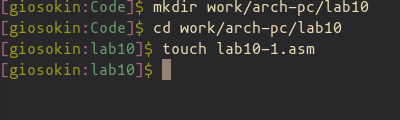 [giosokin:Code]$ mkdir work/arch-pc/lab10
[giosokin:Code]$ cd work/arch-pc/lab10
[giosokin:lab10]$ touch lab10-1.asm
[giosokin:lab10]$